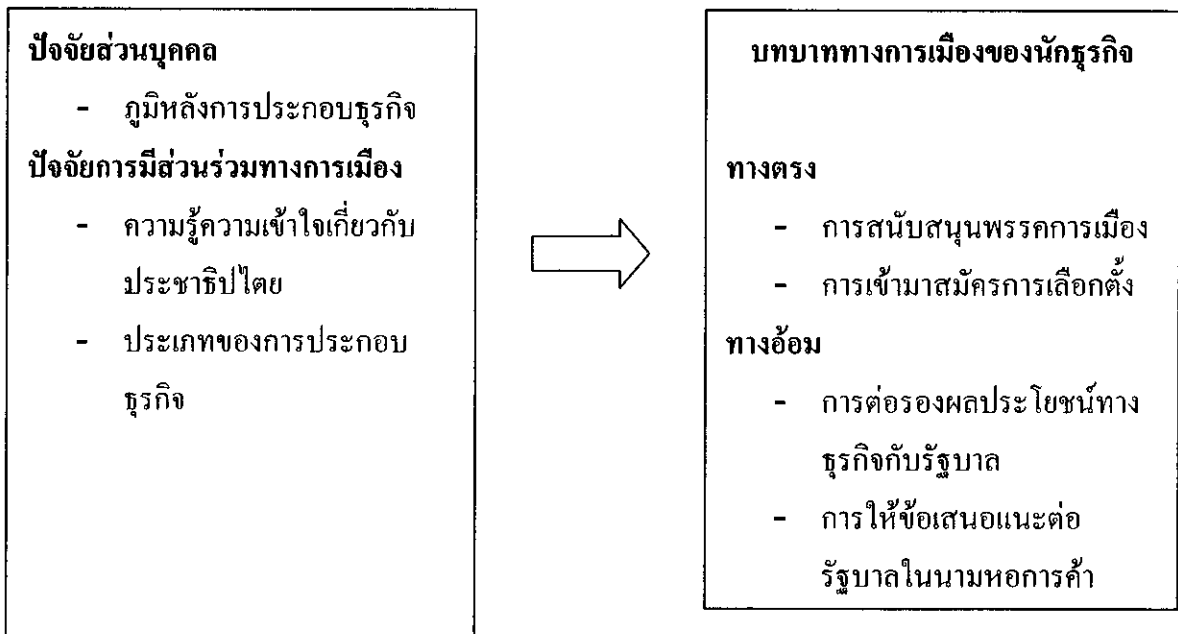 ปัจจัยส่วนบุคคล
- ภูมิหลังการประกอบธุรกิจ
ปัจจัยการมีส่วนร่วมทางการเมือง
- ความรู้ความเข้าใจเกี่ยวกับ
ประชาธิปไตย
- ประเภทของการประกอบ
ธุรกิจ
บทบาททางการเมืองของนักธุรกิจ
ทางตรง
- การสนับสนุนพรรคการเมือง
- การเข้ามาสมัครการเลือกตั้ง
ทางอ้อม
- การต่อรองผลประโยชน์ทาง
ธุรกิจกับรัฐบาล
- การให้ข้อเสนอแนะต่อ
รัฐบาลในนามหอการค้า